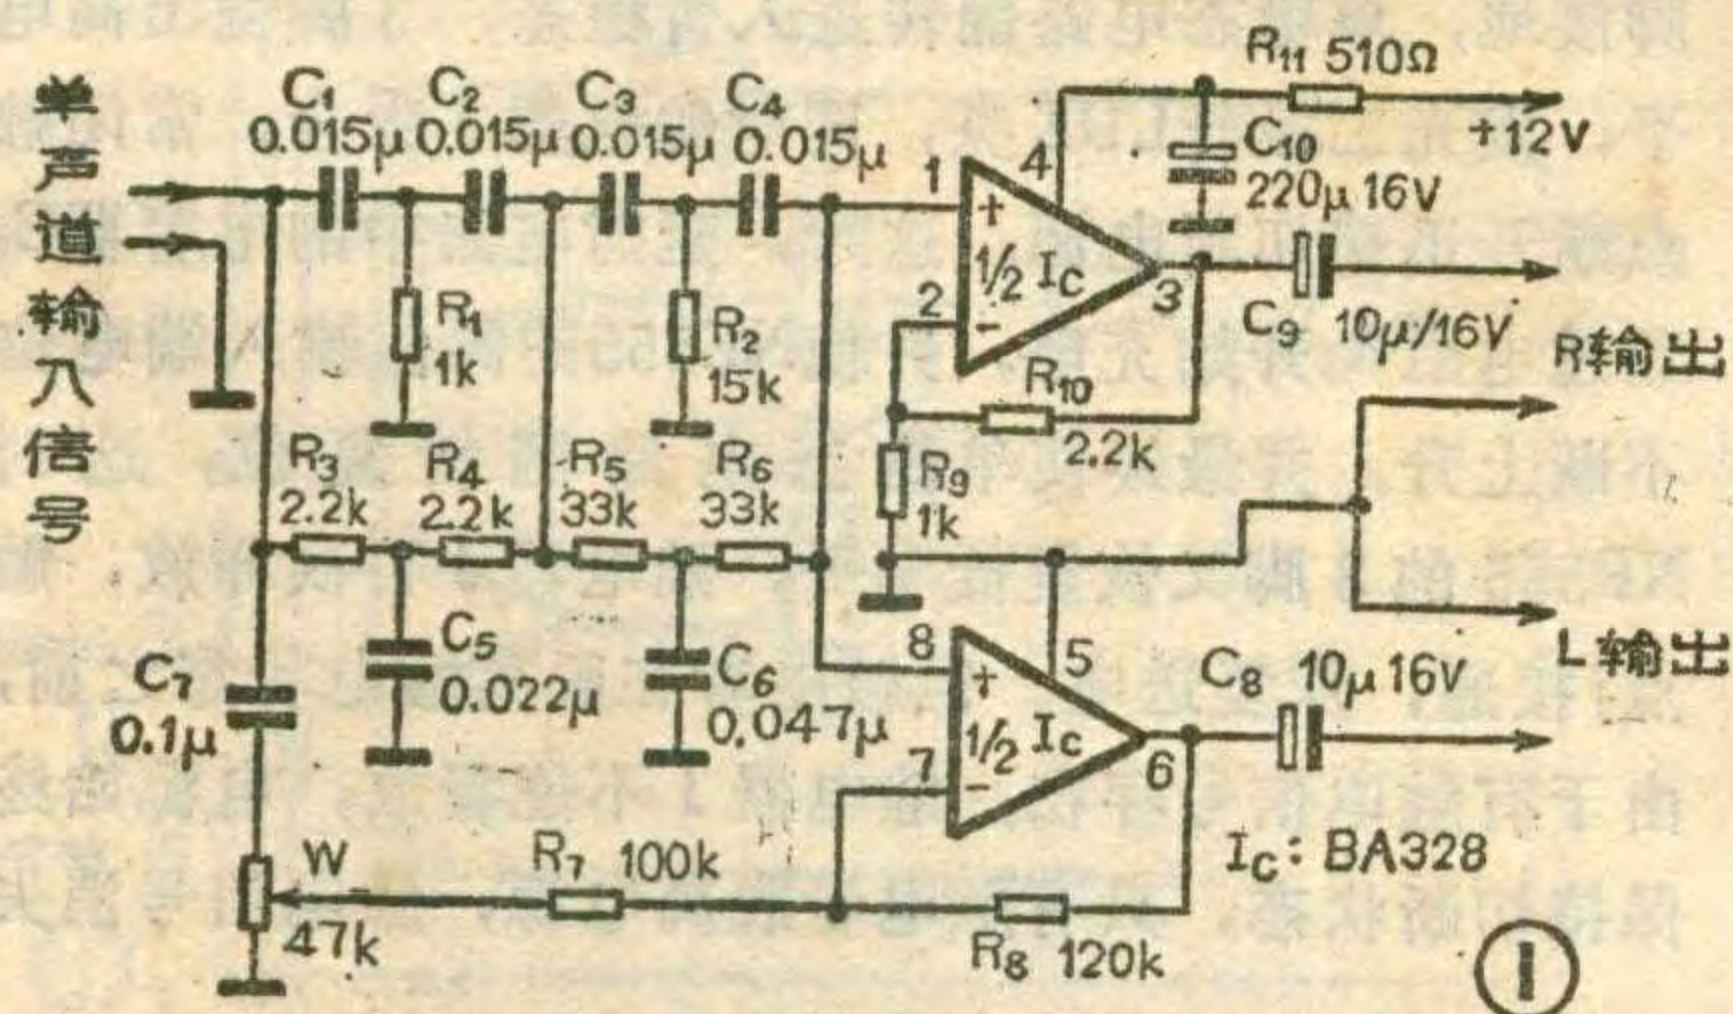 单声道输入信号
C₁
0.015μ
C₂
0.015μ
C₃
0.015μ
C₄
0.015μ
R₁
1k
R₂
15k
R₃
2.2k
R₄
2.2k
R₅
33k
R₆
33k
C₅
0.022μ
C₆
0.047μ
C₇
0.1μ
W
47k
R₇ 100k
R₈ 120k
1
+
2
-
1/2 Ic
3
4
R₁₁ 510Ω
+12V
C₁₀
220μ 16V
C₉ 10μ/16V
R输出
R₁₀
2.2k
R₉
1k
8
+
7
-
1/2 Ic
5
6
C₈ 10μ 16V
L输出
Ic: BA328
1